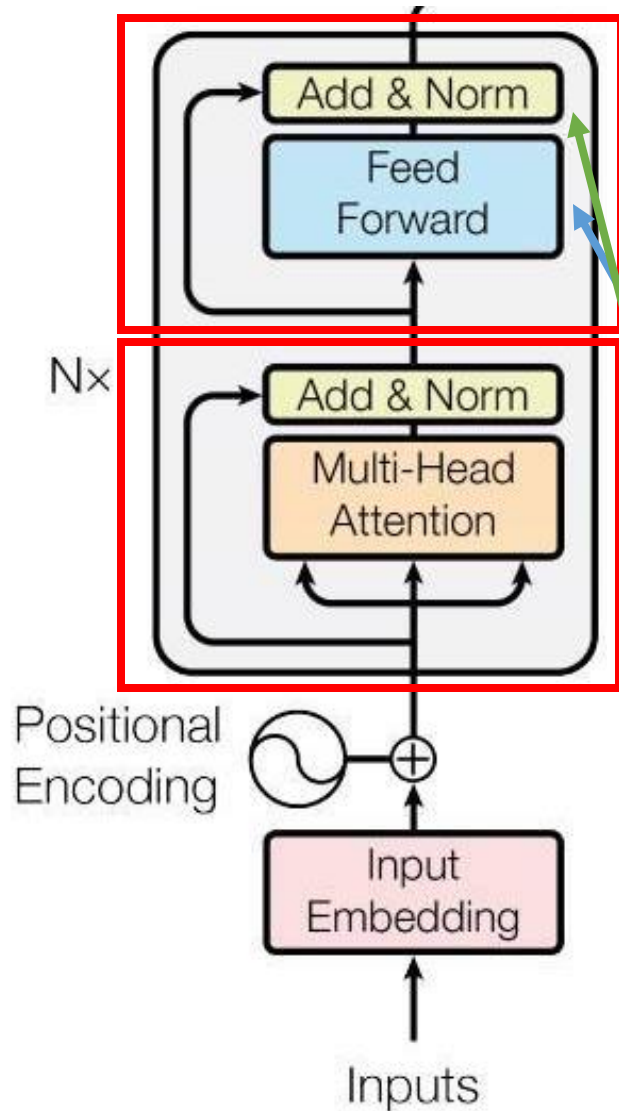 Add & Norm
Feed
Forward
N×
Add & Norm
Multi-Head
Attention
Positional
Encoding
Input
Embedding
Inputs